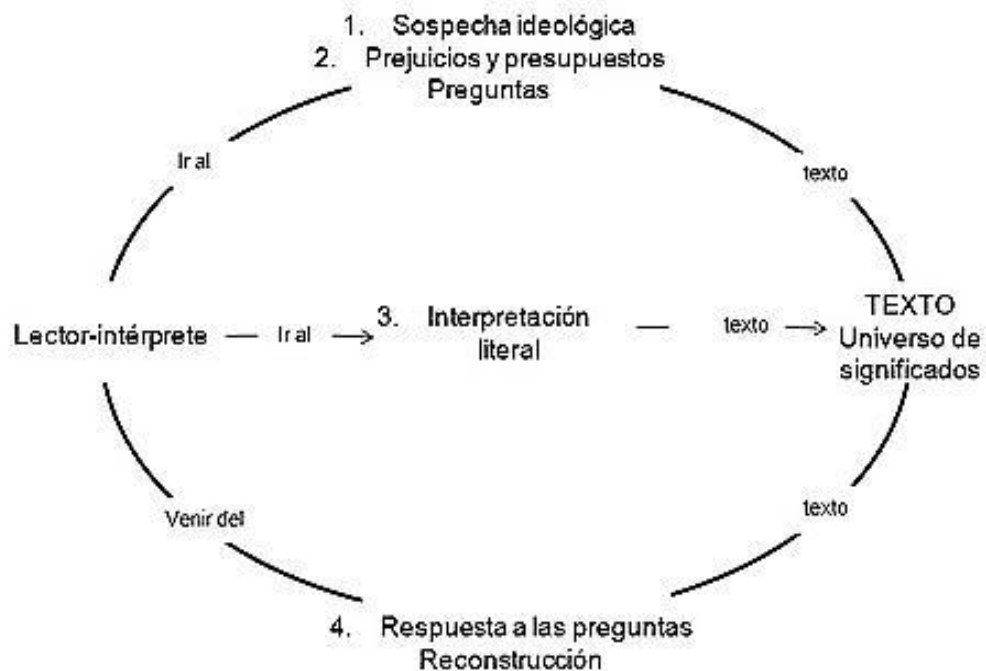 1. Sospecha ideológica
2. Prejuicios y presupuestos
Preguntas
Ir al
texto
Lector-intérprete
Ir al
3. Interpretación
literal
texto
TEXTO
Universo de
significados
Venir del
texto
4. Respuesta a las preguntas
Reconstrucción